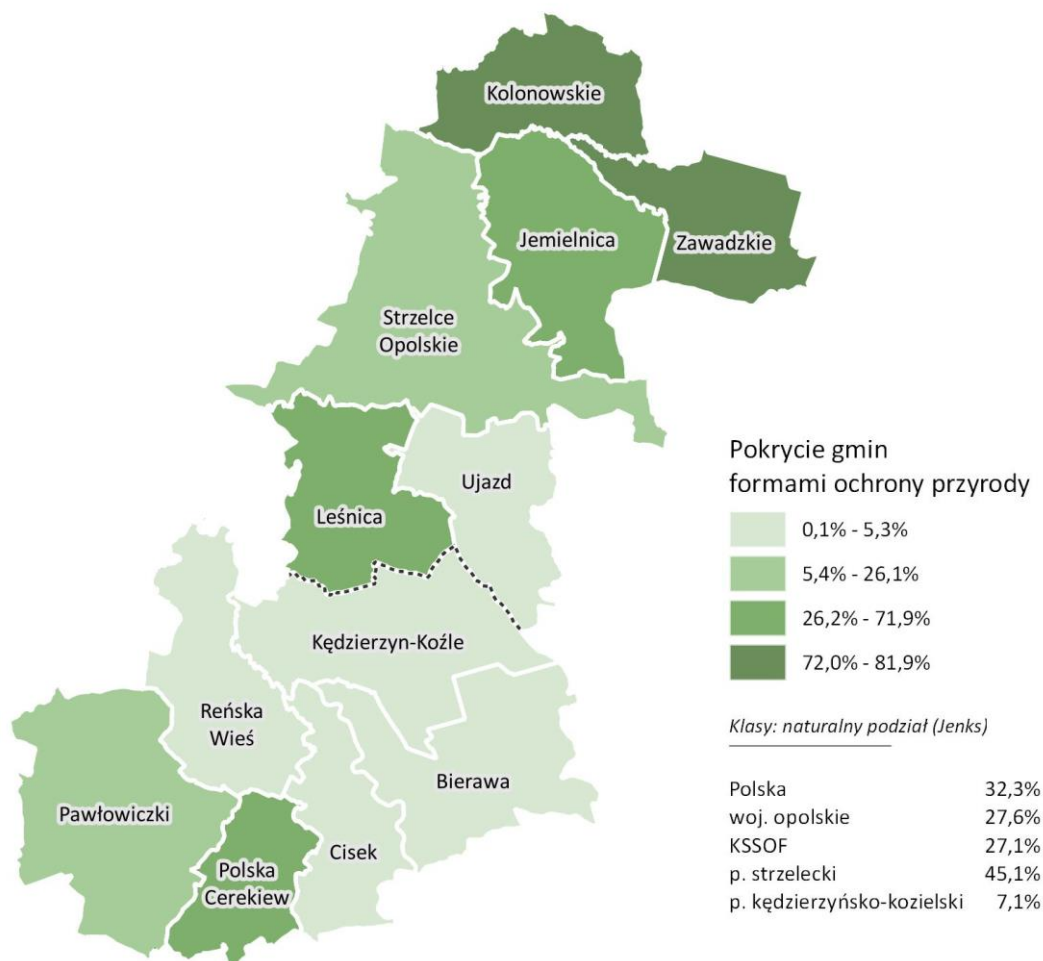 Kolonowskie
Jemielnica
Zawadzkie
Strzelce
Opolskie
Ujazd
Leśnica
Kędzierzyn-Koźle
Reńska
Wieś
Bierawa
Pawłowiczki
Cisek
Polska
Cerekiew
Pokrycie gmin
formami ochrony przyrody
0,1% - 5,3%
5,4% - 26,1%
26,2% - 71,9%
72,0% - 81,9%
Klasy: naturalny podział (Jenks)
Polska 32,3%
woj. opolskie 27,6%
KSSOF 27,1%
p. strzelecki 45,1%
p. kędzierzyńsko-kozielski 7,1%